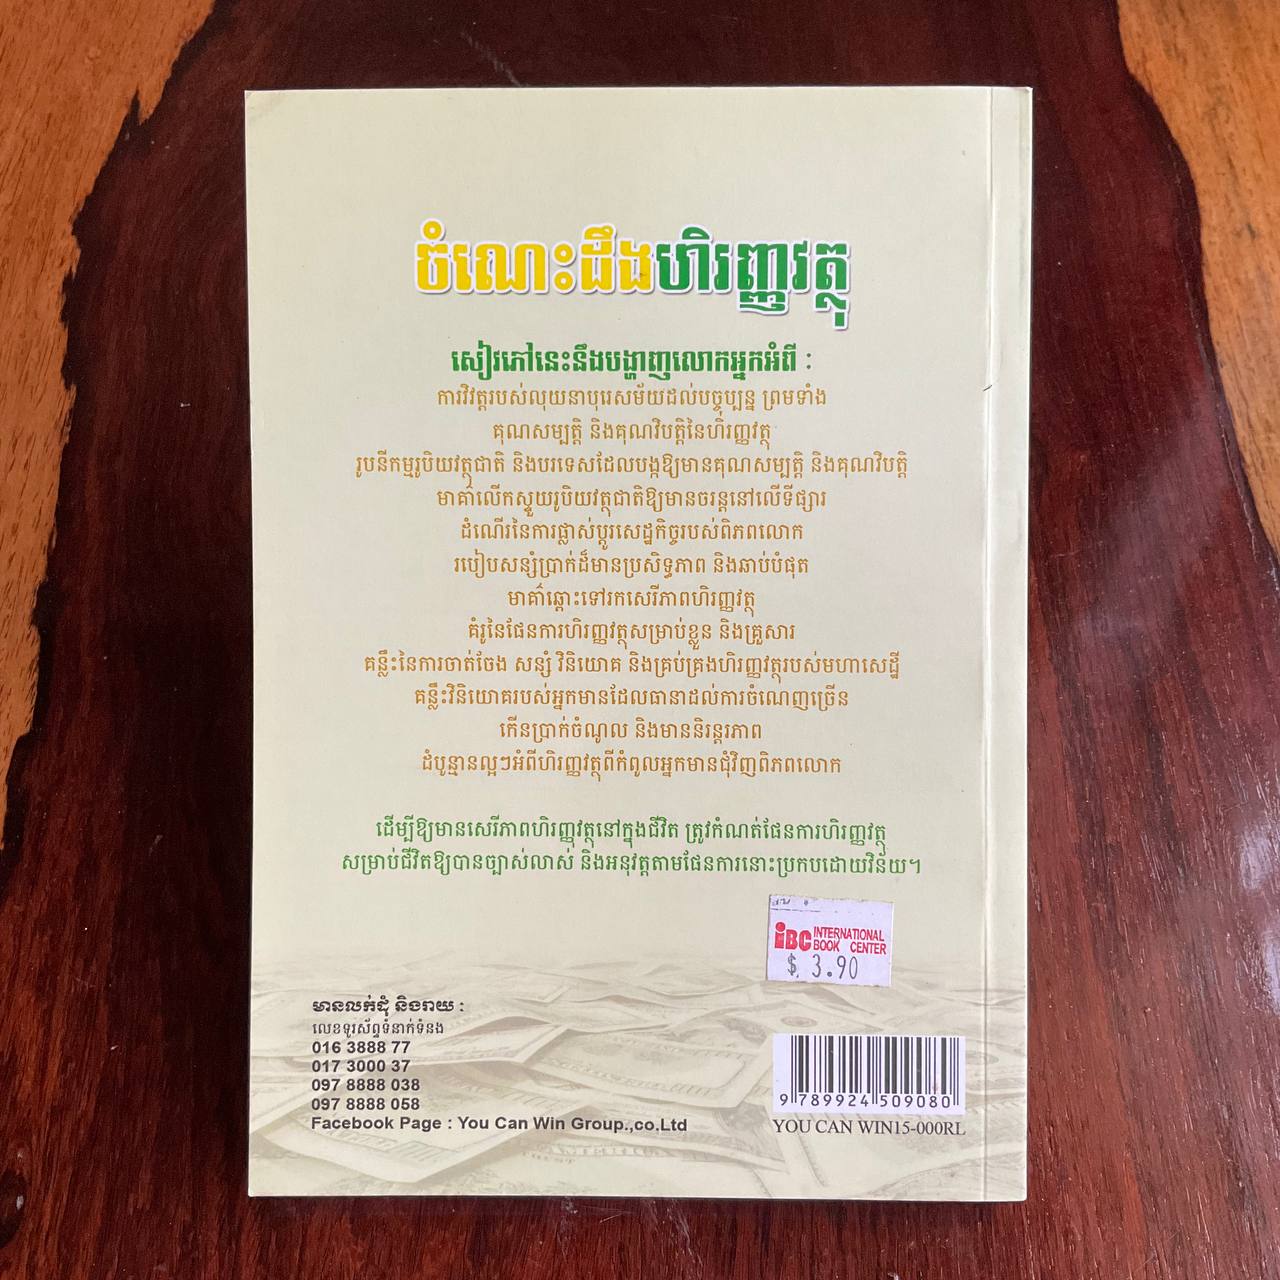 ចំណេះដឹងហិរញ្ញវត្ថុ
សៀវភៅនេះនឹងបង្ហាញលោកអ្នកអំពី :
ការវិវត្តរបស់លុយនាបុរេសម័យដល់បច្ចុប្បន្ន ព្រមទាំង
គុណសម្បត្តិ និងគុណវិបត្តិនៃហិរញ្ញវត្ថុ
រូបនីកម្មរូបិយវត្ថុជាតិ និងបរទេសដែលបង្កឱ្យមានគុណសម្បត្តិ និងគុណវិបត្តិ
មាគ៌ាលើកស្ទួយរូបិយវត្ថុជាតិឱ្យមានចរន្តនៅលើទីផ្សារ
ដំណើរនៃការផ្លាស់ប្តូរសេដ្ឋកិច្ចរបស់ពិភពលោក
របៀបសន្សំប្រាក់ដ៏មានប្រសិទ្ធភាព និងឆាប់បំផុត
មាគ៌ាឆ្ពោះទៅរកសេរីភាពហិរញ្ញវត្ថុ
គំរូនៃផែនការហិរញ្ញវត្ថុសម្រាប់ខ្លួន និងគ្រួសារ
គន្លឹះនៃការចាត់ចែង សន្សំ វិនិយោគ និងគ្រប់គ្រងហិរញ្ញវត្ថុរបស់មហាសេដ្ឋី
គន្លឹះវិនិយោគរបស់អ្នកមានដែលធានាដល់ការចំណេញច្រើន
កើនប្រាក់ចំណូល និងមាននិរន្តរភាព
ដំបូន្មានល្អៗអំពីហិរញ្ញវត្ថុពីកំពូលអ្នកមានជុំវិញពិភពលោក
ដើម្បីឱ្យមានសេរីភាពហិរញ្ញវត្ថុនៅក្នុងជីវិត ត្រូវកំណត់ផែនការហិរញ្ញវត្ថុ
សម្រាប់ជីវិតឱ្យបានច្បាស់លាស់ និងអនុវត្តតាមផែនការនោះប្រកបដោយវិន័យ។
iBC INTERNATIONAL
BOOK CENTER
$ 3.90
មានលក់ដុំ និងរាយ :
លេខទូរស័ព្ទទំនាក់ទំនង
016 3888 77
017 3000 37
097 8888 038
097 8888 058
Facebook Page : You Can Win Group.,co.Ltd
9 789924 509080
YOU CAN WIN15-000RL